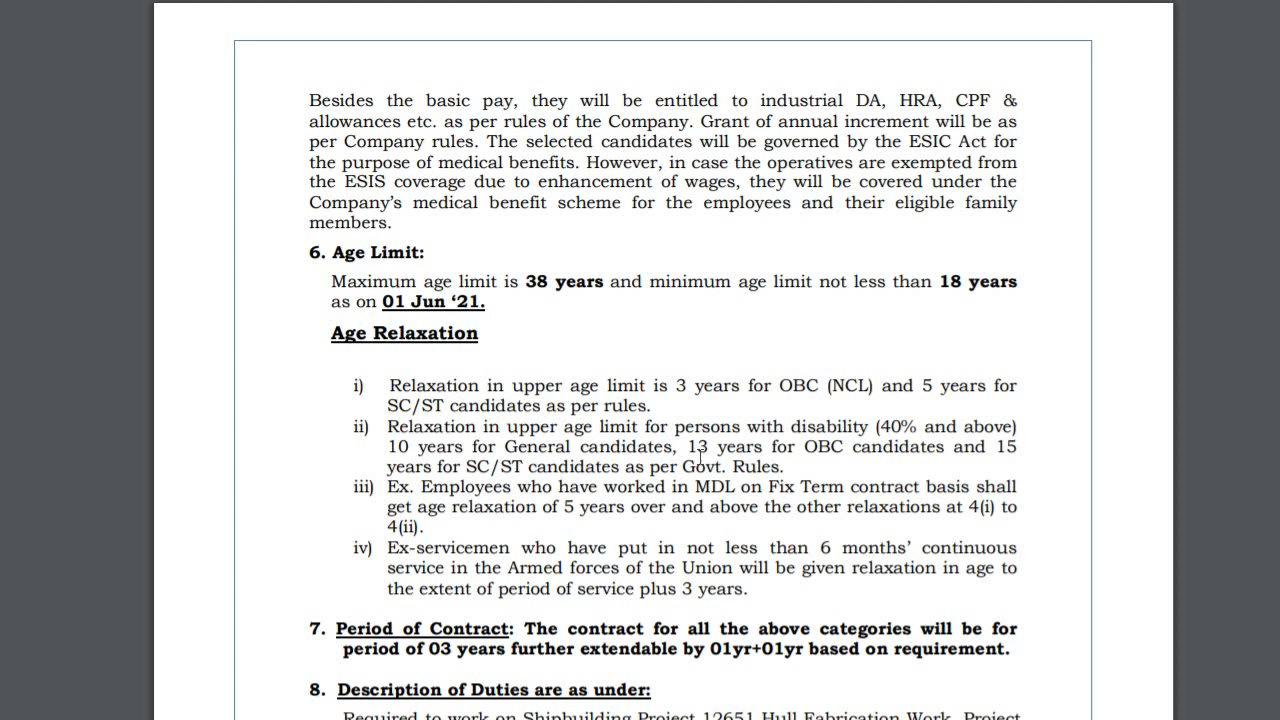 Besides the basic pay, they will be entitled to industrial DA, HRA, CPF &
allowances etc. as per rules of the Company. Grant of annual increment will be as
per Company rules. The selected candidates will be governed by the ESIC Act for
the purpose of medical benefits. However, in case the operatives are exempted from
the ESIS coverage due to enhancement of wages, they will be covered under the
Company’s medical benefit scheme for the employees and their eligible family
members.
6. Age Limit:
Maximum age limit is 38 years and minimum age limit not less than 18 years
as on 01 Jun ‘21.
Age Relaxation
i) Relaxation in upper age limit is 3 years for OBC (NCL) and 5 years for
SC/ST candidates as per rules.
ii) Relaxation in upper age limit for persons with disability (40% and above)
10 years for General candidates, 13 years for OBC candidates and 15
years for SC/ST candidates as per Govt. Rules.
iii) Ex. Employees who have worked in MDL on Fix Term contract basis shall
get age relaxation of 5 years over and above the other relaxations at 4(i) to
4(ii).
iv) Ex-servicemen who have put in not less than 6 months’ continuous
service in the Armed forces of the Union will be given relaxation in age to
the extent of period of service plus 3 years.
7. Period of Contract: The contract for all the above categories will be for
period of 03 years further extendable by 01yr+01yr based on requirement.
8. Description of Duties are as under:
Required to work on Shipbuilding Project 12651 Hull Fabrication Work, Project